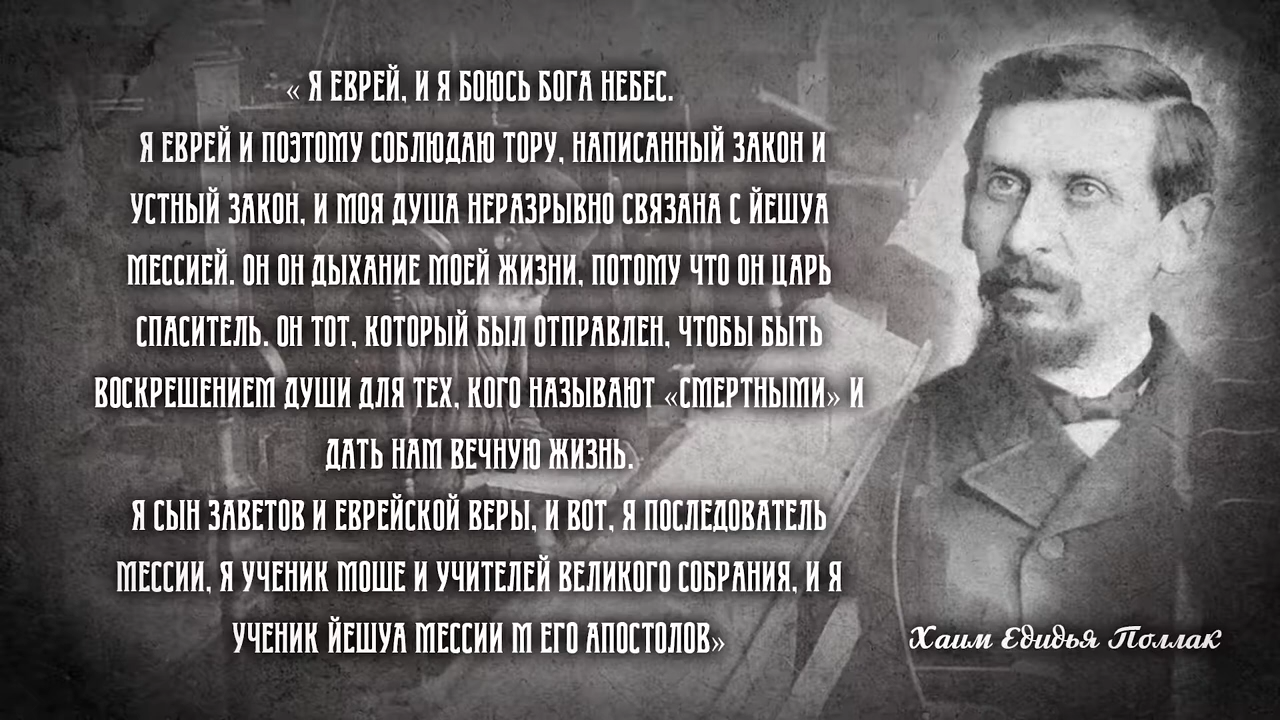 « Я ЕВРЕЙ, И Я БОЮСЬ БОГА НЕБЕС.
Я ЕВРЕЙ И ПОЭТОМУ СОБЛЮДАЮ ТОРУ, НАПИСАННЫЙ ЗАКОН И
УСТНЫЙ ЗАКОН, И МОЯ ДУША НЕРАЗРЫВНО СВЯЗАНА С ЙЕШУА
МЕССИЕЙ. ОН ОН ДЫХАНИЕ МОЕЙ ЖИЗНИ, ПОТОМУ ЧТО ОН ЦАРЬ
СПАСИТЕЛЬ. ОН ТОТ, КОТОРЫЙ БЫЛ ОТПРАВЛЕН, ЧТОБЫ БЫТЬ
ВОСКРЕШЕНИЕМ ДУШИ ДЛЯ ТЕХ, КОГО НАЗЫВАЮТ «СМЕРТНЫМИ» И
ДАТЬ НАМ ВЕЧНУЮ ЖИЗНЬ.
Я СЫН ЗАВЕТОВ И ЕВРЕЙСКОЙ ВЕРЫ, И ВОТ, Я ПОСЛЕДОВАТЕЛЬ
МЕССИИ, Я УЧЕНИК МОШЕ И УЧИТЕЛЕЙ ВЕЛИКОГО СОБРАНИЯ, И Я
УЧЕНИК ЙЕШУА МЕССИИ М ЕГО АПОСТОЛОВ»
Хаим Едидья Поллак